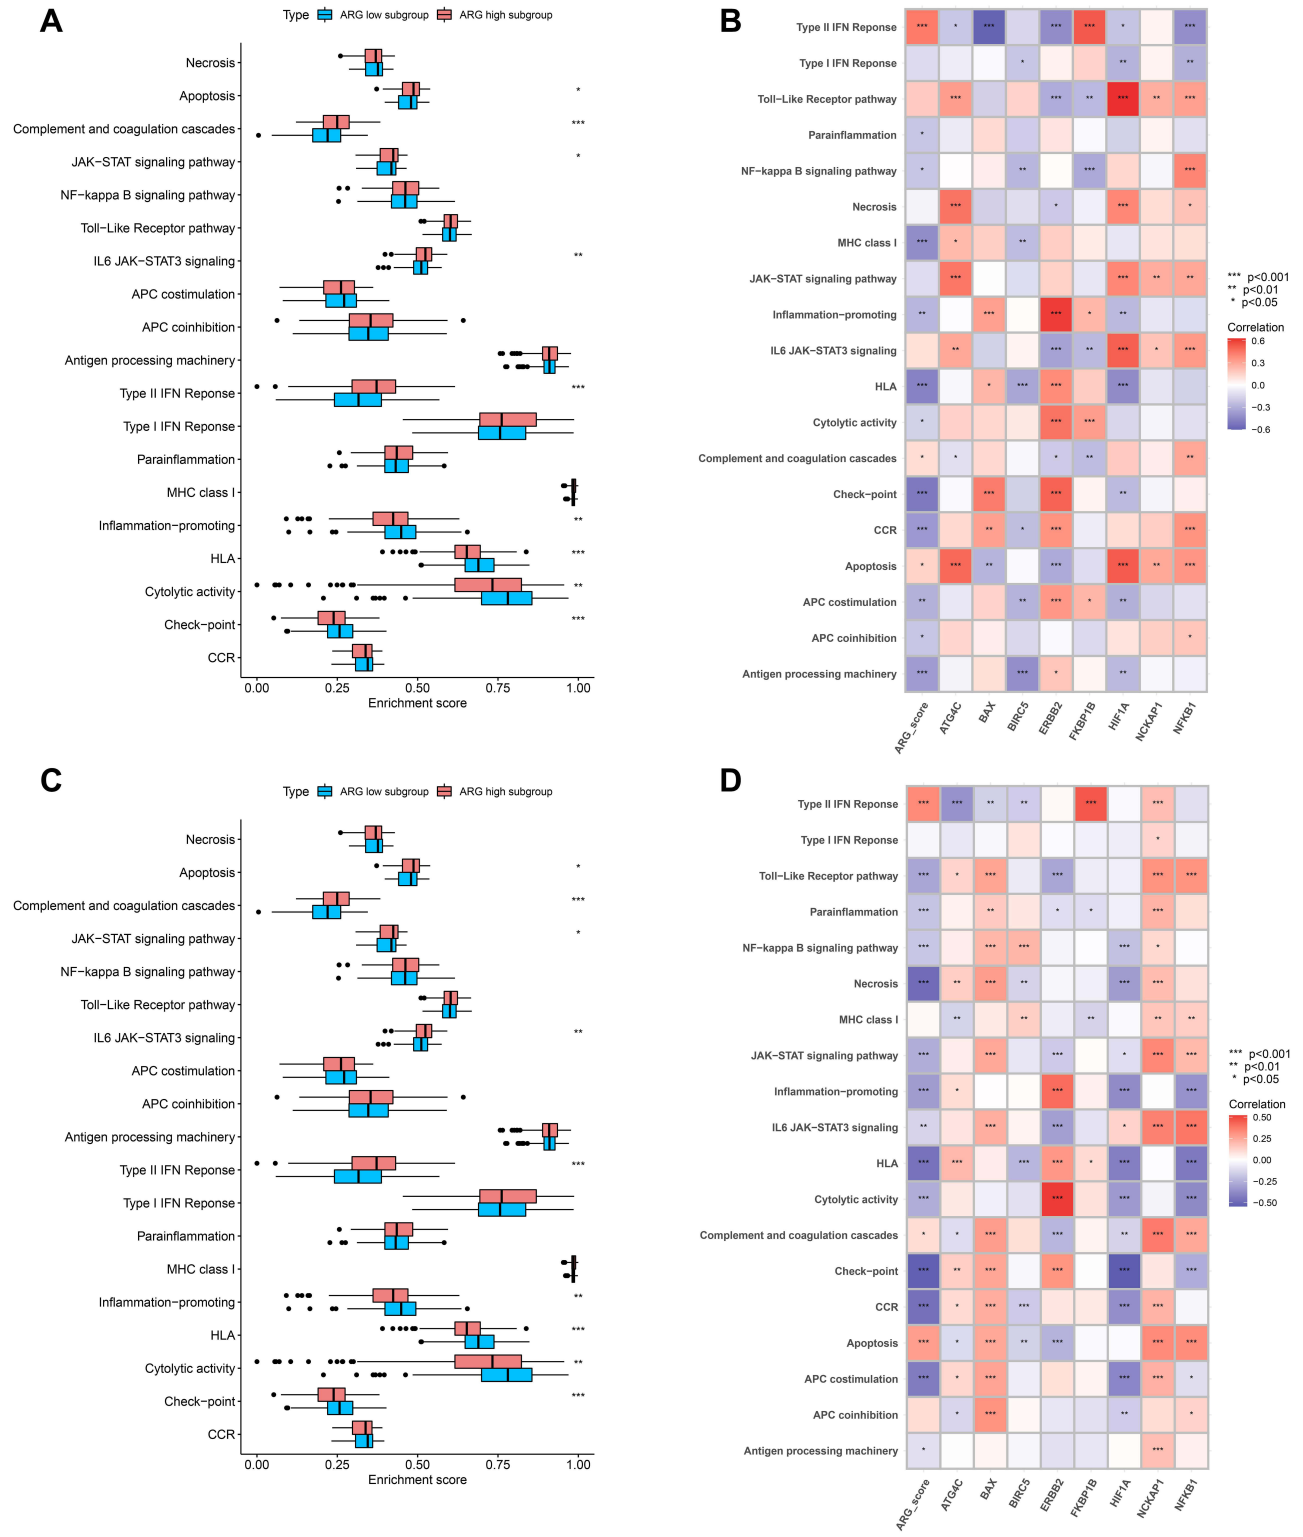 A
Type ARG low subgroup ARG high subgroup
Necrosis
Apoptosis *
Complement and coagulation cascades ***
JAK−STAT signaling pathway *
NF−kappa B signaling pathway
Toll−Like Receptor pathway
IL6 JAK−STAT3 signaling **
APC costimulation
APC coinhibition
Antigen processing machinery
Type II IFN Reponse ***
Type I IFN Reponse
Parainflammation
MHC class I
Inflammation−promoting **
HLA ***
Cytolytic activity **
Check−point ***
CCR
0.00 0.25 0.50 0.75 1.00
Enrichment score
B
Type II IFN Reponse *** * *** *** *** * ***
Type I IFN Reponse * ** **
Toll−Like Receptor pathway *** *** ** *** ** ***
Parainflammation *
NF−kappa B signaling pathway * ** *** ***
Necrosis *** * *** *
MHC class I *** * **
JAK−STAT signaling pathway *** *** ** **
Inflammation−promoting ** *** *** * **
IL6 JAK−STAT3 signaling ** *** ** *** * ***
HLA *** * *** *** ***
Cytolytic activity * *** ***
Complement and coagulation cascades * * * ** **
Check−point *** *** *** **
CCR *** ** * *** ***
Apoptosis * *** ** *** *** ** ***
APC costimulation ** ** *** * **
APC coinhibition * *
Antigen processing machinery *** *** * **
ARG_score ATG4C BAX BIRC5 ERBB2 FKBP1B HIF1A NCKAP1 NFKB1
*** p<0.001
** p<0.01
* p<0.05
Correlation
0.6
0.3
0.0
−0.3
−0.6
C
Type ARG low subgroup ARG high subgroup
Necrosis
Apoptosis *
Complement and coagulation cascades ***
JAK−STAT signaling pathway *
NF−kappa B signaling pathway
Toll−Like Receptor pathway
IL6 JAK−STAT3 signaling **
APC costimulation
APC coinhibition
Antigen processing machinery
Type II IFN Reponse ***
Type I IFN Reponse
Parainflammation
MHC class I
Inflammation−promoting **
HLA ***
Cytolytic activity **
Check−point ***
CCR
0.00 0.25 0.50 0.75 1.00
Enrichment score
D
Type II IFN Reponse *** *** ** ** *** ***
Type I IFN Reponse *
Toll−Like Receptor pathway *** * *** *** *** ***
Parainflammation *** ** * * ***
NF−kappa B signaling pathway *** *** *** *** *
Necrosis *** ** *** ** *** ***
MHC class I ** ** ** ** **
JAK−STAT signaling pathway *** *** *** * *** ***
Inflammation−promoting *** * *** *** ***
IL6 JAK−STAT3 signaling ** *** *** * *** ***
HLA *** *** *** *** * *** ***
Cytolytic activity *** *** *** ***
Complement and coagulation cascades * * *** *** ** *** ***
Check−point *** ** *** *** *** ***
CCR *** * *** *** *** ***
Apoptosis *** * *** ** *** *** ***
APC costimulation *** * *** *** *** *
APC coinhibition * *** ** *
Antigen processing machinery * ***
ARG_score ATG4C BAX BIRC5 ERBB2 FKBP1B HIF1A NCKAP1 NFKB1
*** p<0.001
** p<0.01
* p<0.05
Correlation
0.50
0.25
0.00
−0.25
−0.50